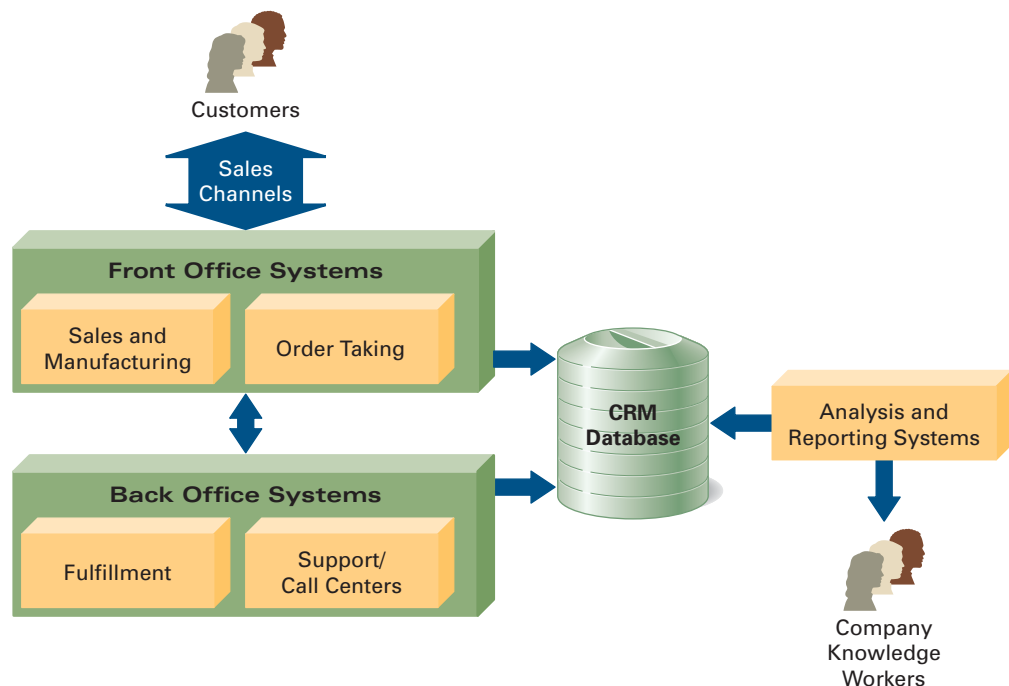 Customers
Sales
Channels
Front Office Systems
Sales and
Manufacturing
Order Taking
CRM
Database
Analysis and
Reporting Systems
Back Office Systems
Fulfillment
Support/
Call Centers
Company
Knowledge
Workers